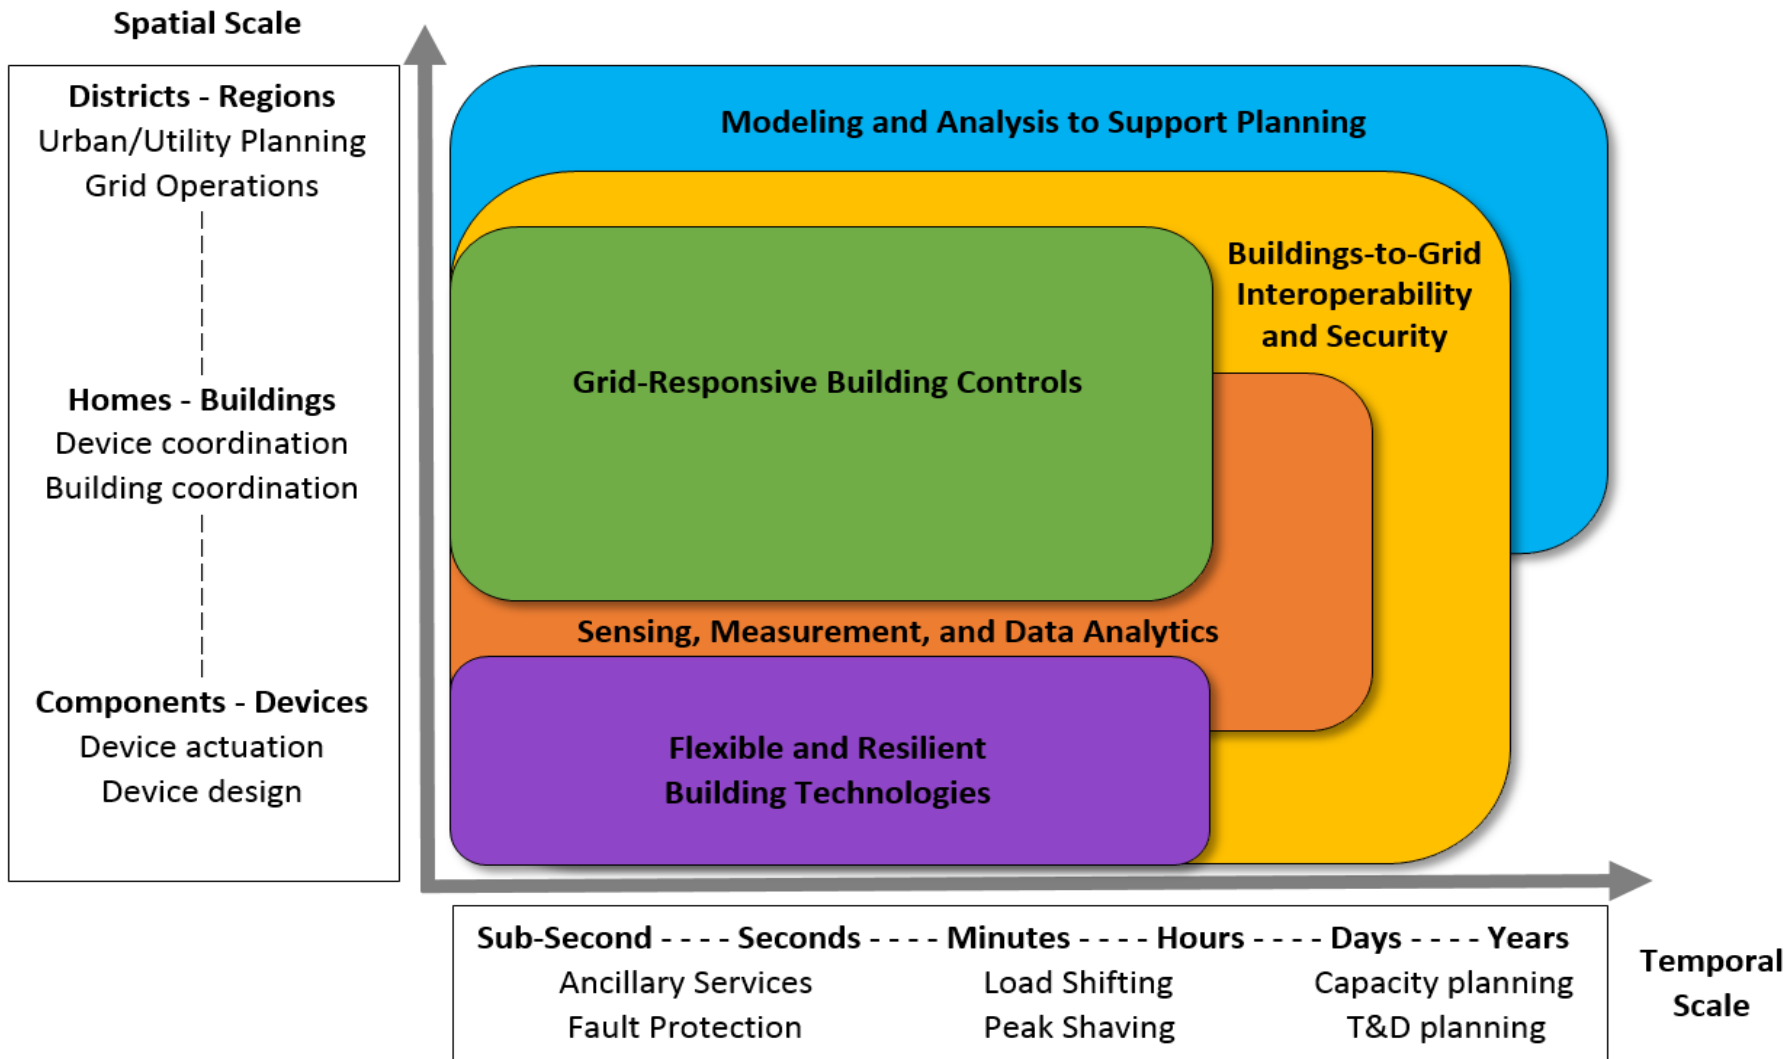 Spatial Scale
Districts - Regions
Urban/Utility Planning
Grid Operations
Homes - Buildings
Device coordination
Building coordination
Components - Devices
Device actuation
Device design
Modeling and Analysis to Support Planning
Buildings-to-Grid
Interoperability
and Security
Grid-Responsive Building Controls
Sensing, Measurement, and Data Analytics
Flexible and Resilient
Building Technologies
Sub-Second - - - - Seconds - - - - Minutes - - - - Hours - - - - Days - - - - Years
Ancillary Services Load Shifting Capacity planning
Fault Protection Peak Shaving T&D planning
Temporal
Scale